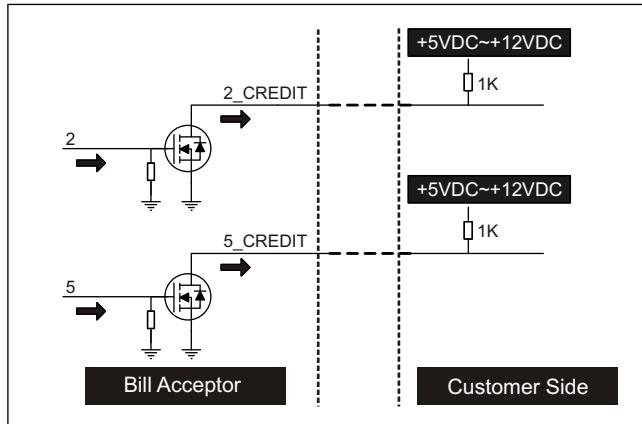 +5VDC~+12VDC
1K
2_CREDIT
2
+5VDC~+12VDC
1K
5_CREDIT
5
Bill Acceptor
Customer Side